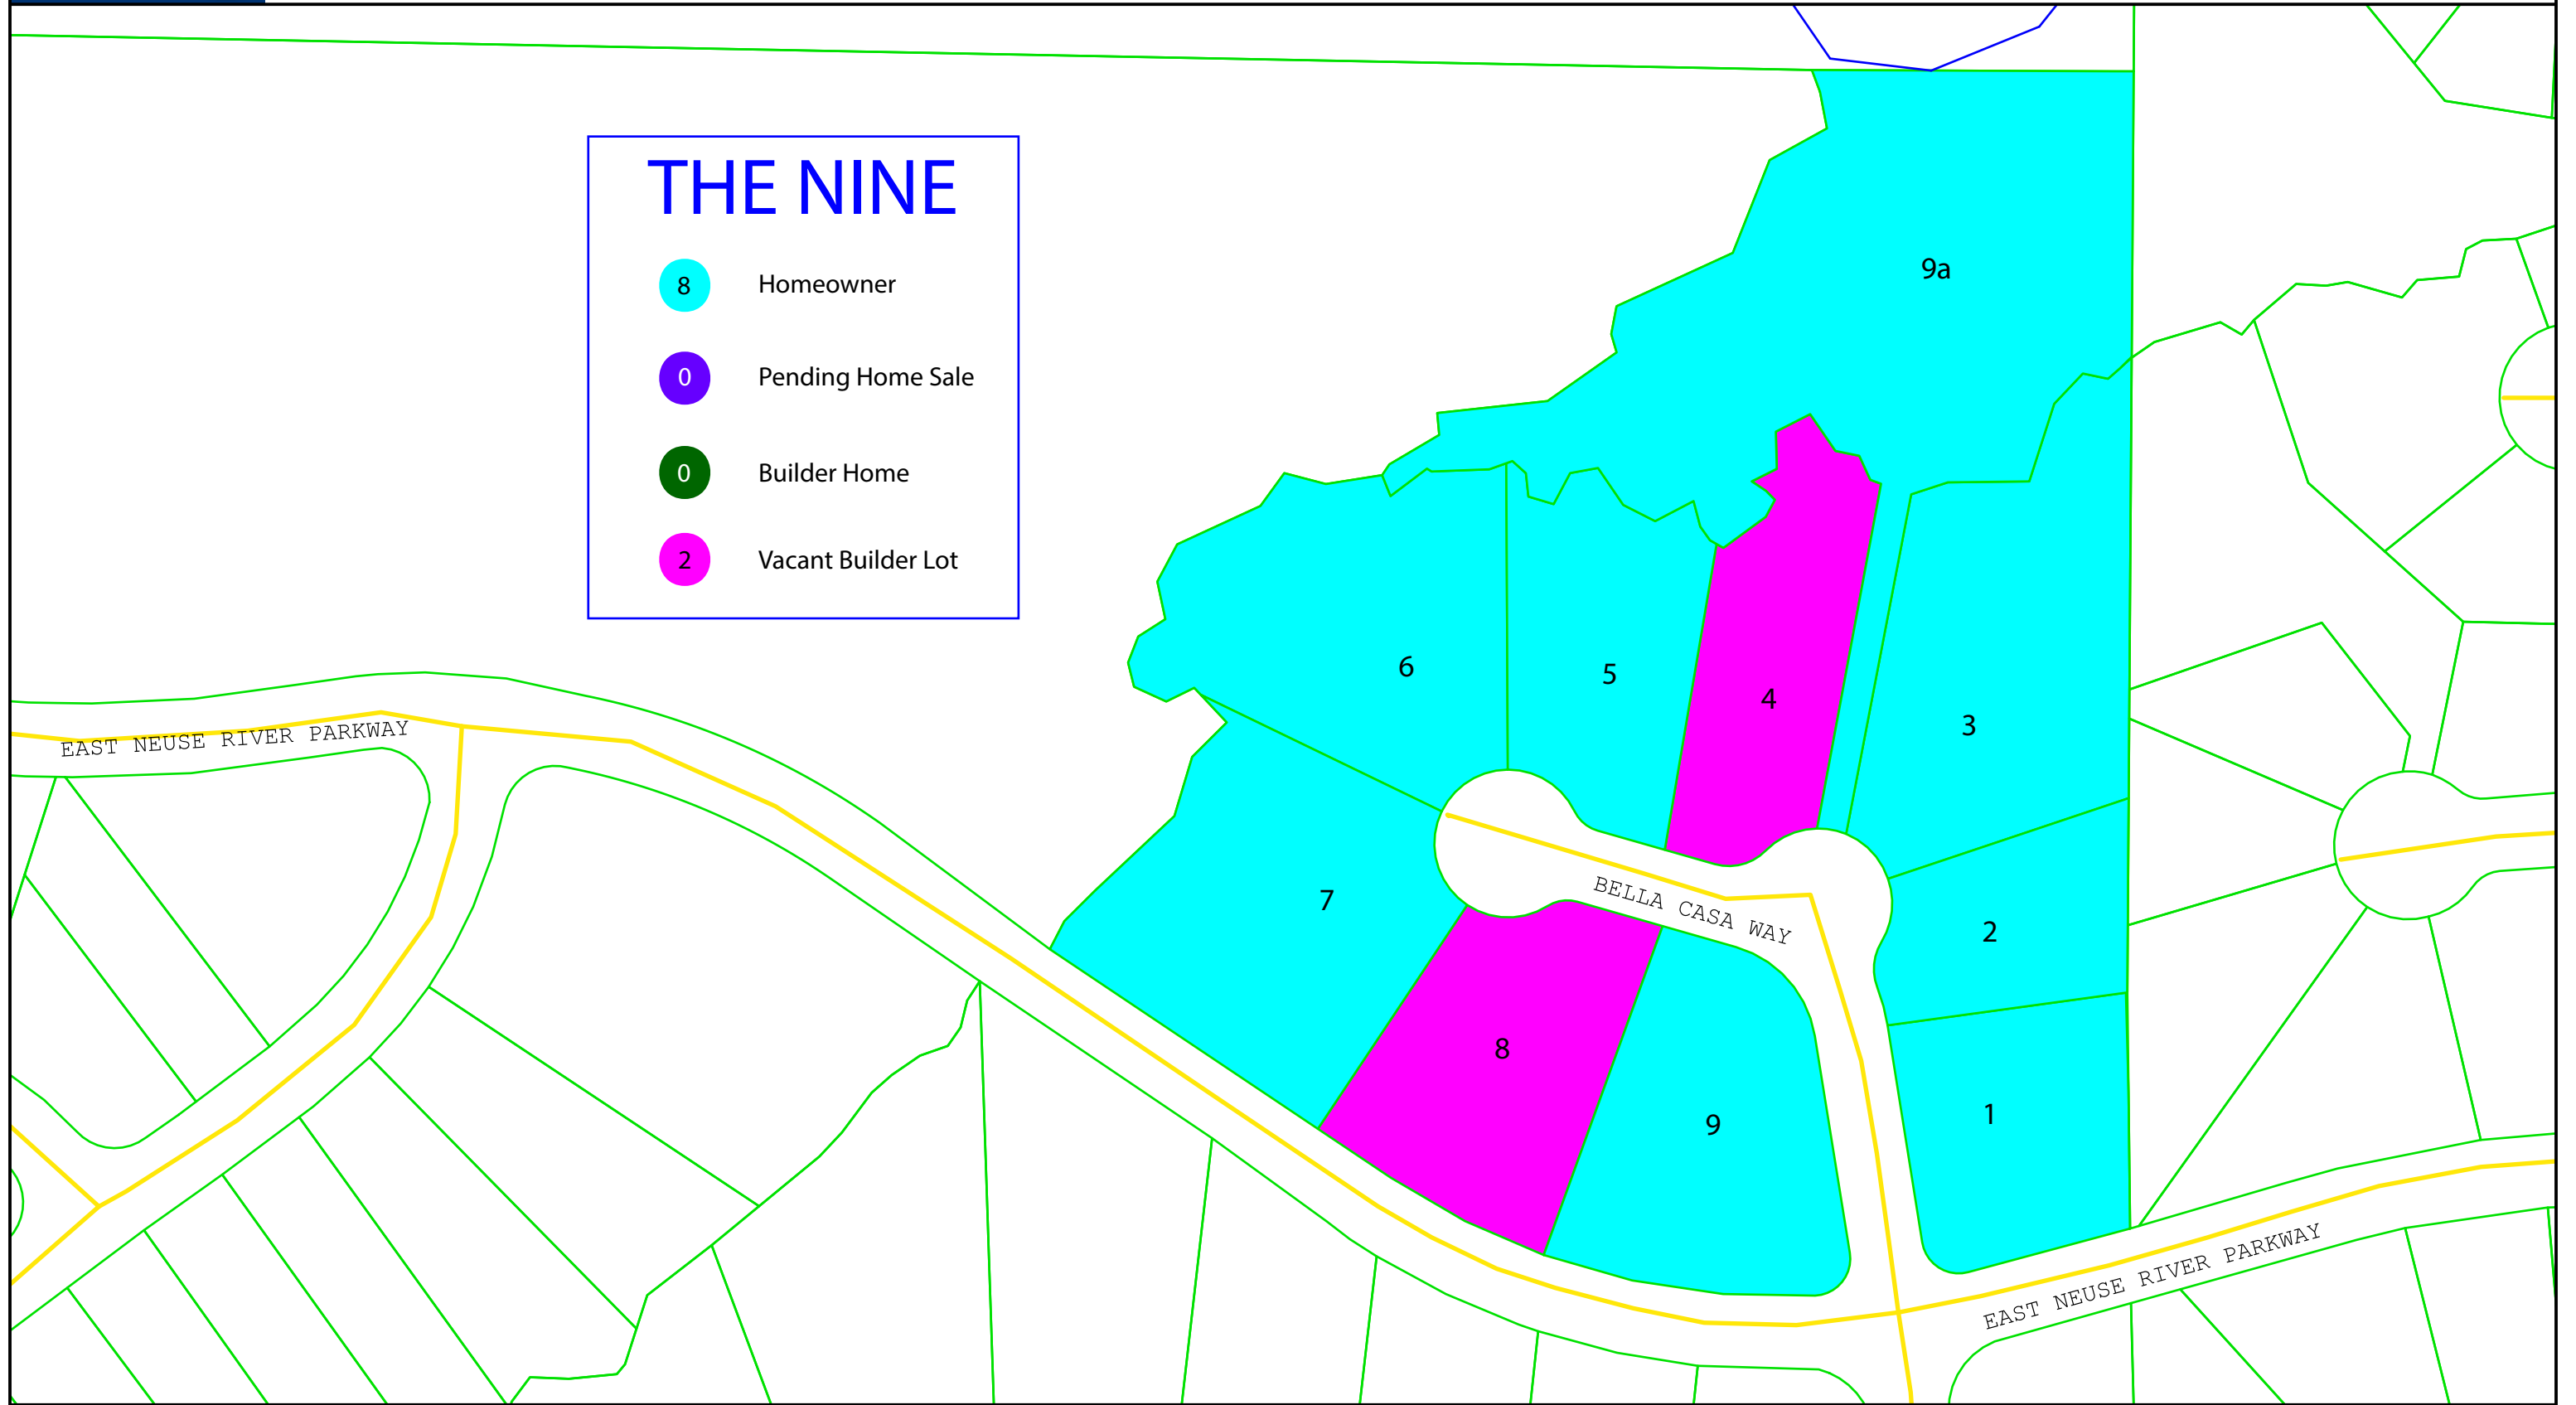 THE NINE
8 Homeowner
0 Pending Home Sale
0 Builder Home
2 Vacant Builder Lot
9a
6
5
4
3
EAST NEUSE RIVER PARKWAY
7
BELLA CASA WAY
2
8
1
9
EAST NEUSE RIVER PARKWAY